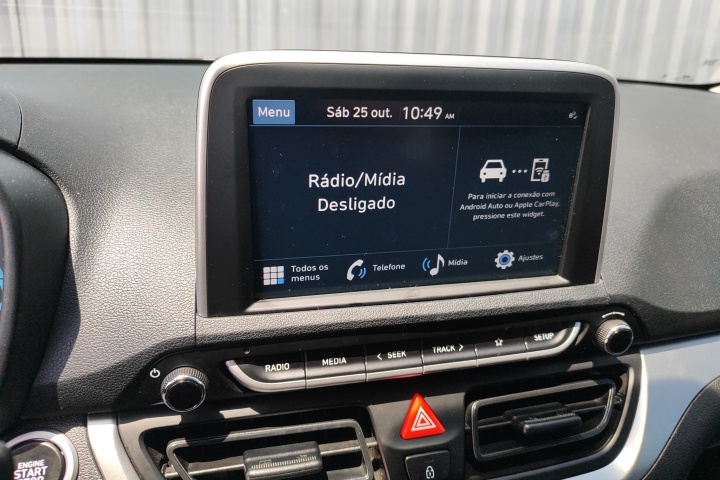 Menu
Sáb 25 out. 10:49 AM
Rádio/Mídia
Desligado
Para iniciar a conexão com
Android Auto ou Apple CarPlay,
pressione este widget.
Todos os
menus
Telefone
Mídia
Ajustes
RADIO
MEDIA
< SEEK
TRACK >
SETUP
ENGINE
START
STOP